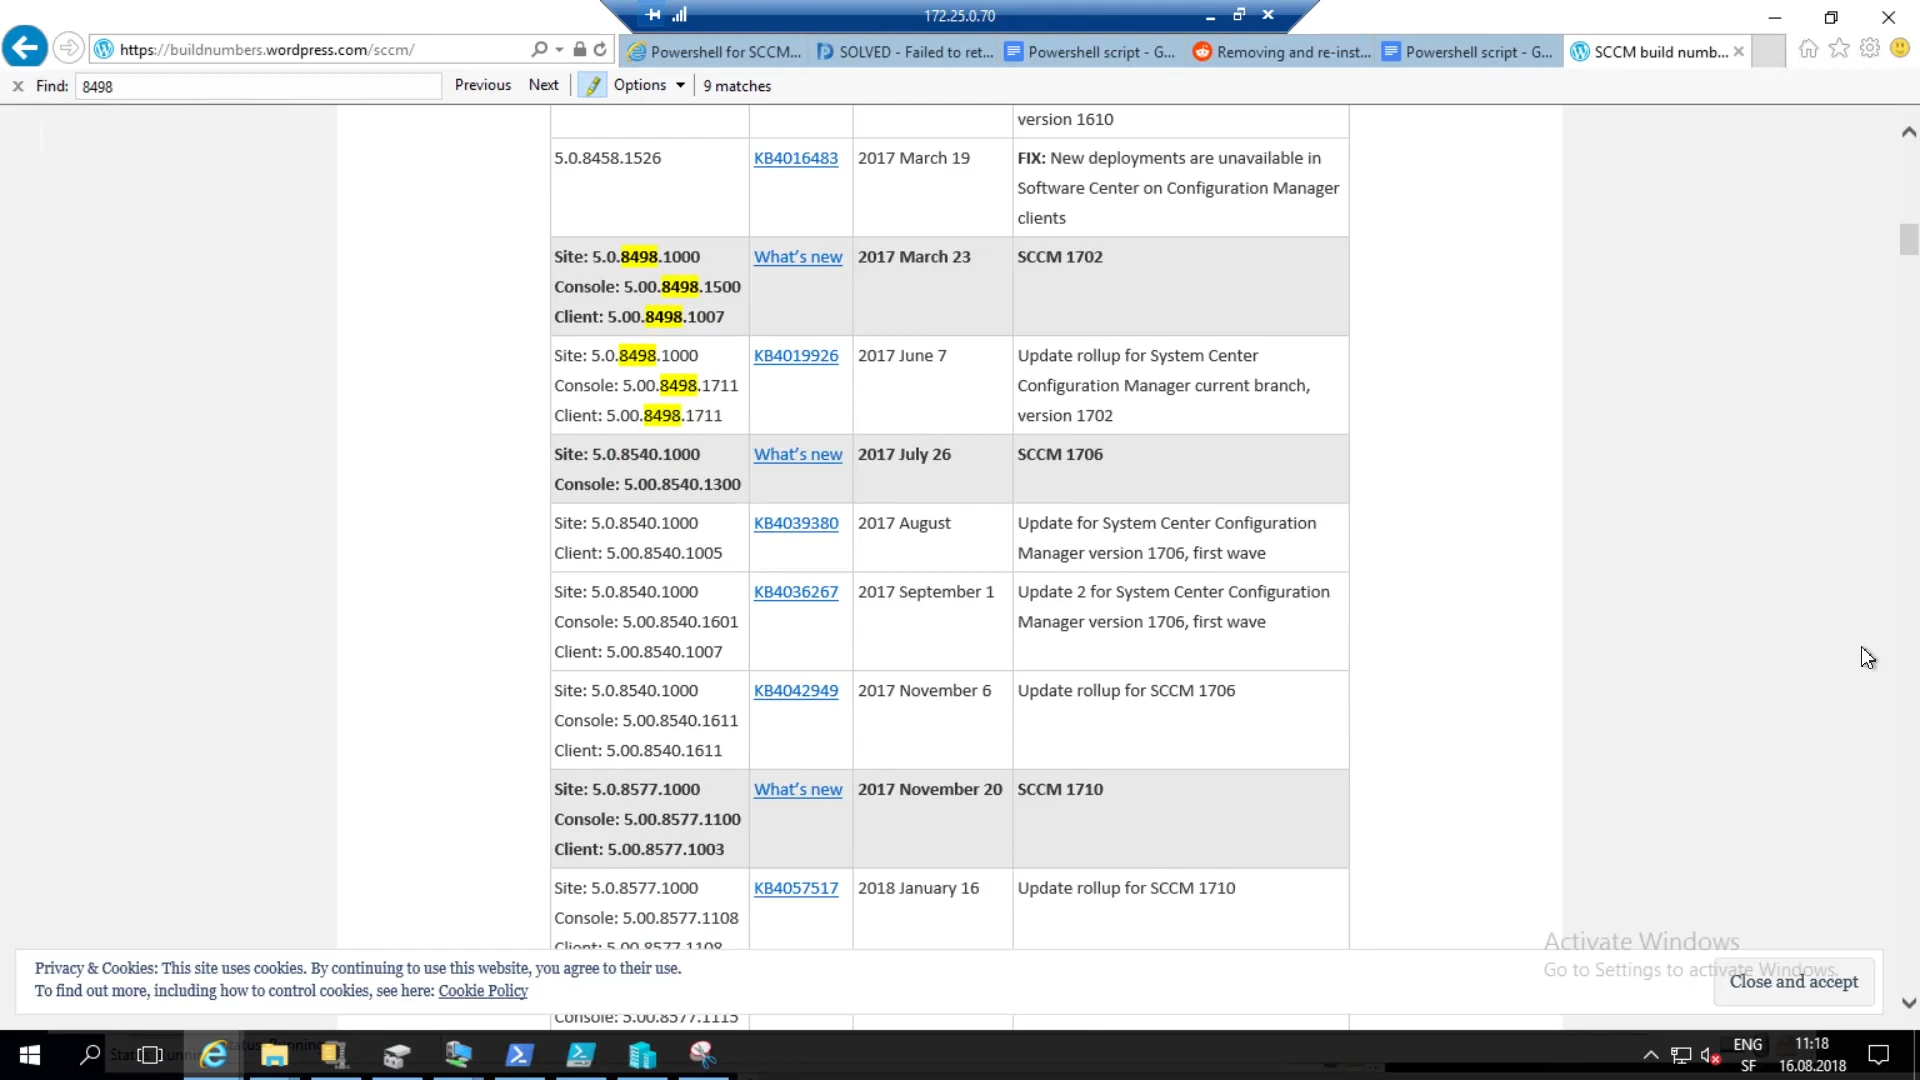 172.25.0.70
https://buildnumbers.wordpress.com/sccm/
Powershell for SCCM...
SOLVED - Failed to ret...
Powershell script - G...
Removing and re-inst...
Powershell script - G...
SCCM build numb...
Find: 8498 Previous Next Options 9 matches
version 1610
5.0.8458.1526 KB4016483 2017 March 19 FIX: New deployments are unavailable in
Software Center on Configuration Manager
clients
Site: 5.0.8498.1000 What's new 2017 March 23 SCCM 1702
Console: 5.00.8498.1500
Client: 5.00.8498.1007
Site: 5.0.8498.1000 KB4019926 2017 June 7 Update rollup for System Center
Console: 5.00.8498.1711 Configuration Manager current branch,
Client: 5.00.8498.1711 version 1702
Site: 5.0.8540.1000 What's new 2017 July 26 SCCM 1706
Console: 5.00.8540.1300
Site: 5.0.8540.1000 KB4039380 2017 August Update for System Center Configuration
Client: 5.00.8540.1005 Manager version 1706, first wave
Site: 5.0.8540.1000 KB4036267 2017 September 1 Update 2 for System Center Configuration
Console: 5.00.8540.1601 Manager version 1706, first wave
Client: 5.00.8540.1007
Site: 5.0.8540.1000 KB4042949 2017 November 6 Update rollup for SCCM 1706
Console: 5.00.8540.1611
Client: 5.00.8540.1611
Site: 5.0.8577.1000 What's new 2017 November 20 SCCM 1710
Console: 5.00.8577.1100
Client: 5.00.8577.1003
Site: 5.0.8577.1000 KB4057517 2018 January 16 Update rollup for SCCM 1710
Console: 5.00.8577.1108
Client: 5.00.8577.1108
Activate Windows
Go to Settings to activate Windows.
Privacy & Cookies: This site uses cookies. By continuing to use this website, you agree to their use.
To find out more, including how to control cookies, see here: Cookie Policy
Close and accept
Console: 5.00.8577.1115
ENG
SF
11:18
16.08.2018